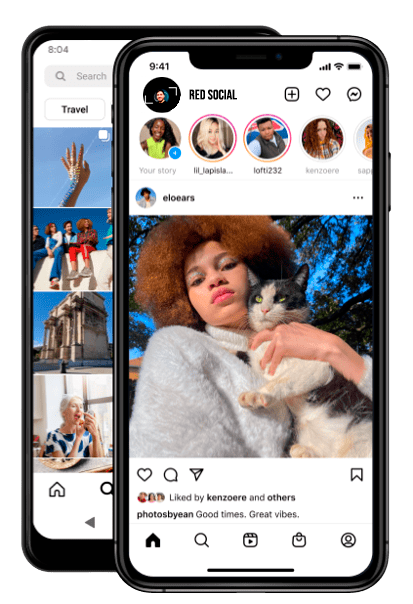 8:04
Search
Travel
9:41
RED SOCIAL
Your story
lil_lapisla...
lofti232
kenzoere
sapp
eloears
Liked by kenzoere and others
photosbyean Good times. Great vibes.